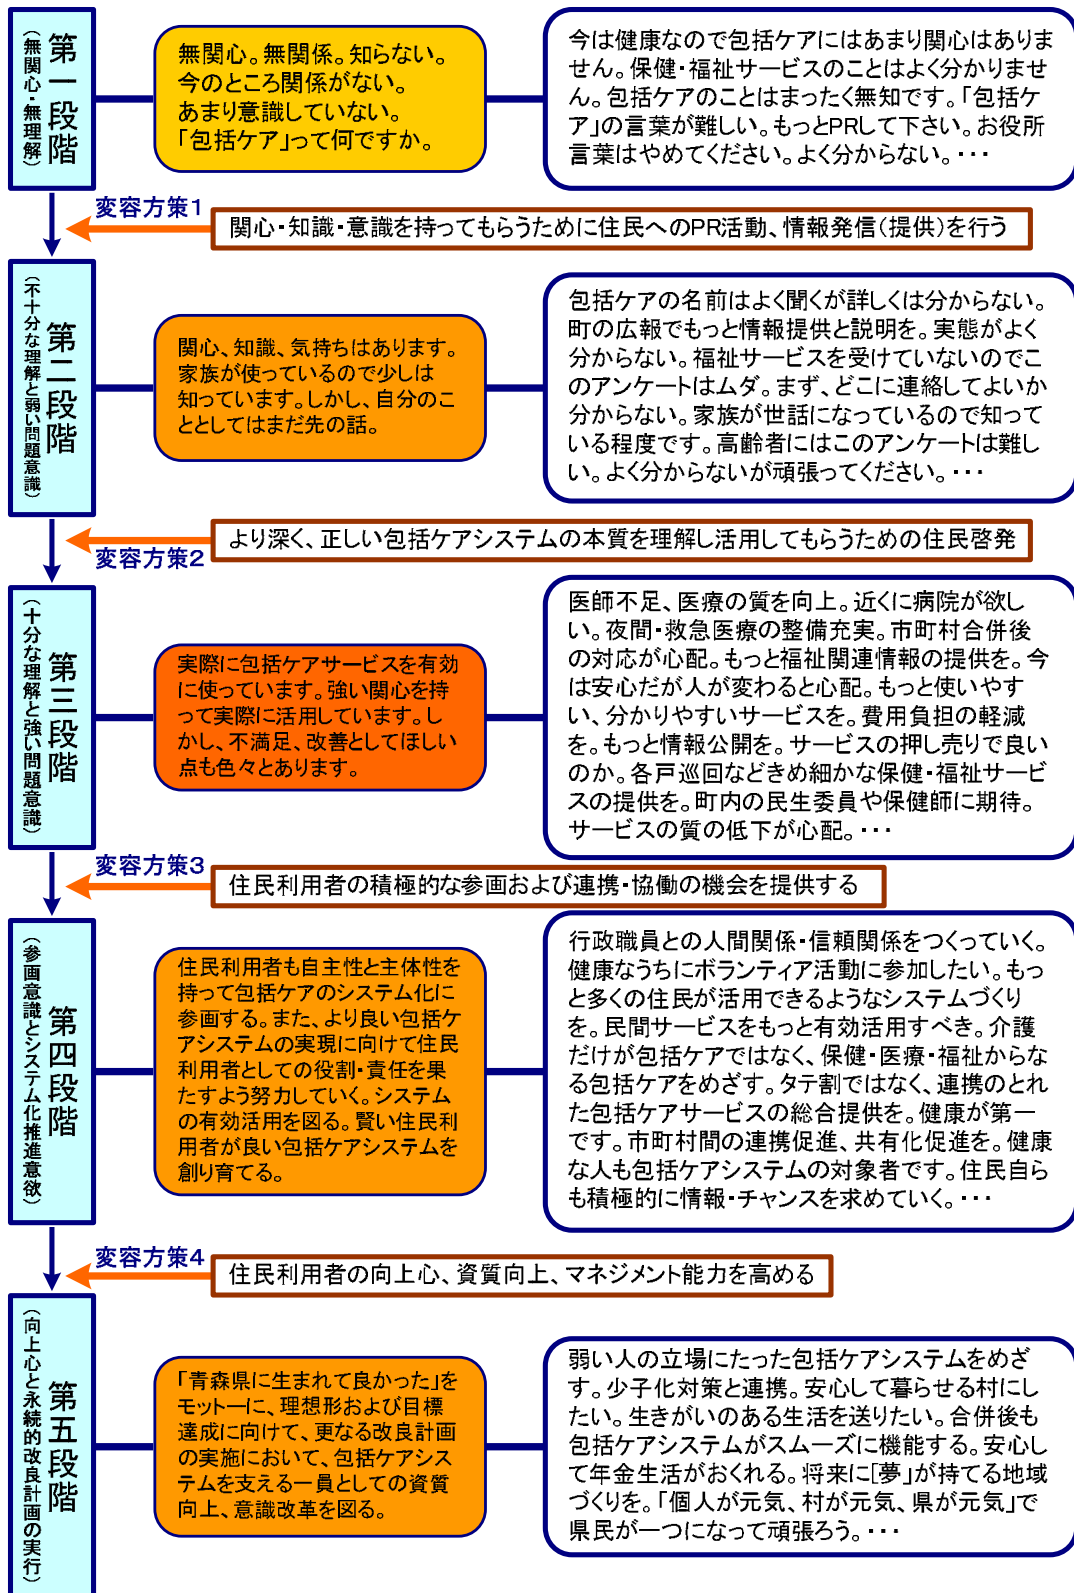 第一段階
（無関心・無理解）
無関心。無関係。知らない。
今のところ関係がない。
あまり意識していない。
「包括ケア」って何ですか。
今は健康なので包括ケアにはあまり関心はありま
せん。保健・福祉サービスのことはよく分かりませ
ん。包括ケアのことはまったく無知です。「包括ケ
ア」の言葉が難しい。もっとPRして下さい。お役所
言葉はやめてください。よく分からない。・・・
変容方策1
関心・知識・意識を持ってもらうために住民へのPR活動、情報発信（提供）を行う
第二段階
（不十分な理解と弱い問題意識）
関心、知識、気持ちはあります。
家族が使っているので少しは
知っています。しかし、自分のこ
ととしてはまだ先の話。
包括ケアの名前はよく聞くが詳しくは分からない。
町の広報でもっと情報提供と説明を。実態がよく
分からない。福祉サービスを受けていないのでこ
のアンケートはムダ。まず、どこに連絡してよいか
分からない。家族が世話になっているので知って
いる程度です。高齢者にはこのアンケートは難し
い。よく分からないが頑張ってください。・・・
変容方策2
より深く、正しい包括ケアシステムの本質を理解し活用してもらうための住民啓発
第三段階
（十分な理解と強い問題意識）
実際に包括ケアサービスを有効
に使っています。強い関心を持
って実際に活用しています。し
かし、不満足、改善としてほしい
点も色々とあります。
医師不足、医療の質を向上。近くに病院が欲し
い。夜間・救急医療の整備充実。市町村合併後
の対応が心配。もっと福祉関連情報の提供を。今
は安心だが人が変わると心配。もっと使いやす
い、分かりやすいサービスを。費用負担の軽減
を。もっと情報公開を。サービスの押し売りで良い
のか。各戸巡回などきめ細かな保健・福祉サービ
スの提供を。町内の民生委員や保健師に期待。
サービスの質の低下が心配。・・・
変容方策3
住民利用者の積極的な参画および連携・協働の機会を提供する
第四段階
（参画意識とシステム化推進意欲）
住民利用者も自主性と主体性を
持って包括ケアのシステム化に
参画する。また、より良い包括ケ
アシステムの実現に向けて住民
利用者としての役割・責任を果
たすよう努力していく。システム
の有効活用を図る。賢い住民利
用者が良い包括ケアシステムを
創り育てる。
行政職員との人間関係・信頼関係をつくっていく。
健康なうちにボランティア活動に参加したい。もっ
と多くの住民が活用できるようなシステムづくり
を。民間サービスをもっと有効活用すべき。介護
だけが包括ケアではなく、保健・医療・福祉からな
る包括ケアをめざす。タテ割ではなく、連携のとれ
た包括ケアサービスの総合提供を。健康が第一
です。市町村間の連携促進、共有化促進を。健康
な人も包括ケアシステムの対象者です。住民自ら
も積極的に情報・チャンスを求めていく。・・・
変容方策4
住民利用者の向上心、資質向上、マネジメント能力を高める
第五段階
（向上心と永続的改良計画の実行）
「青森県に生まれて良かった」を
モットーに、理想形および目標
達成に向けて、更なる改良計画
の実施において、包括ケアシス
テムを支える一員としての資質
向上、意識改革を図る。
弱い人の立場にたった包括ケアシステムをめざ
す。少子化対策と連携。安心して暮らせる村にし
たい。生きがいのある生活を送りたい。合併後も
包括ケアシステムがスムーズに機能する。安心し
て年金生活がおくれる。将来に［夢」が持てる地域
づくりを。「個人が元気、村が元気、県が元気」で
県民が一つになって頑張ろう。・・・